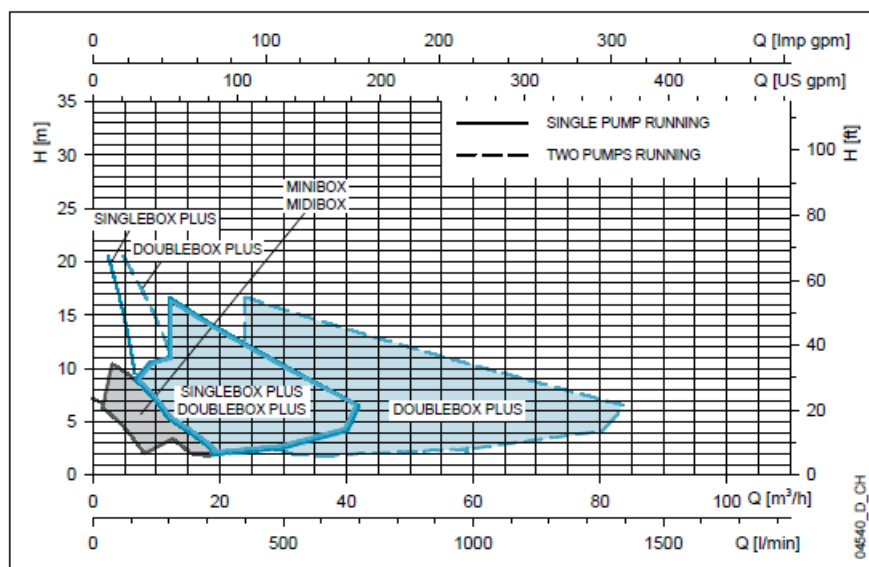 0 100 200 300 Q [Imp gpm]
0 100 200 300 400 Q [US gpm]
H [m]
35
30
25
20
15
10
5
0
SINGLE PUMP RUNNING
TWO PUMPS RUNNING
MINIBOX
MIDIBOX
SINGLEBOX PLUS
DOUBLEBOX PLUS
SINGLEBOX PLUS
DOUBLEBOX PLUS
DOUBLEBOX PLUS
H [ft]
100
80
60
40
20
0
0 20 40 60 80 100 Q [m³/h]
0 500 1000 1500 Q [l/min]
04540_D_CH